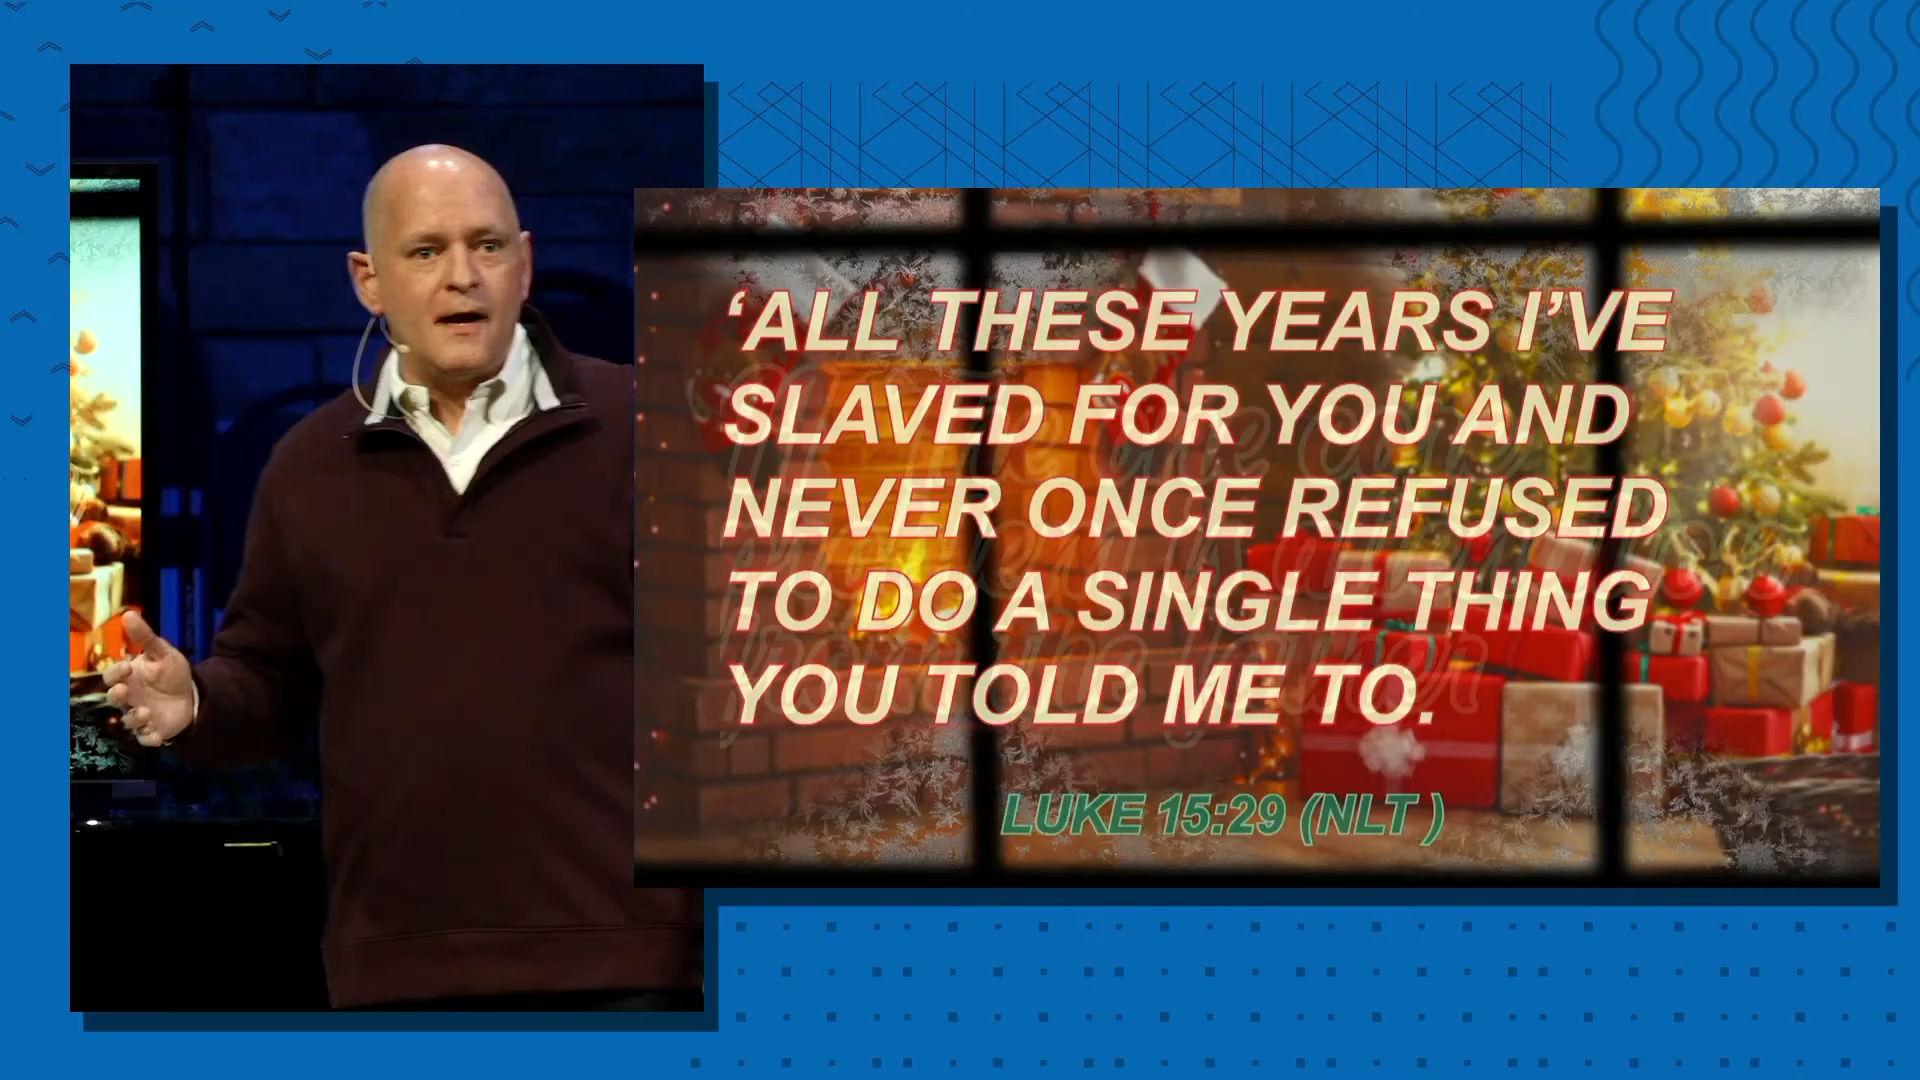 ‘ALL THESE YEARS I’VE
SLAVED FOR YOU AND
NEVER ONCE REFUSED
TO DO A SINGLE THING
YOU TOLD ME TO.
LUKE 15:29 (NLT )